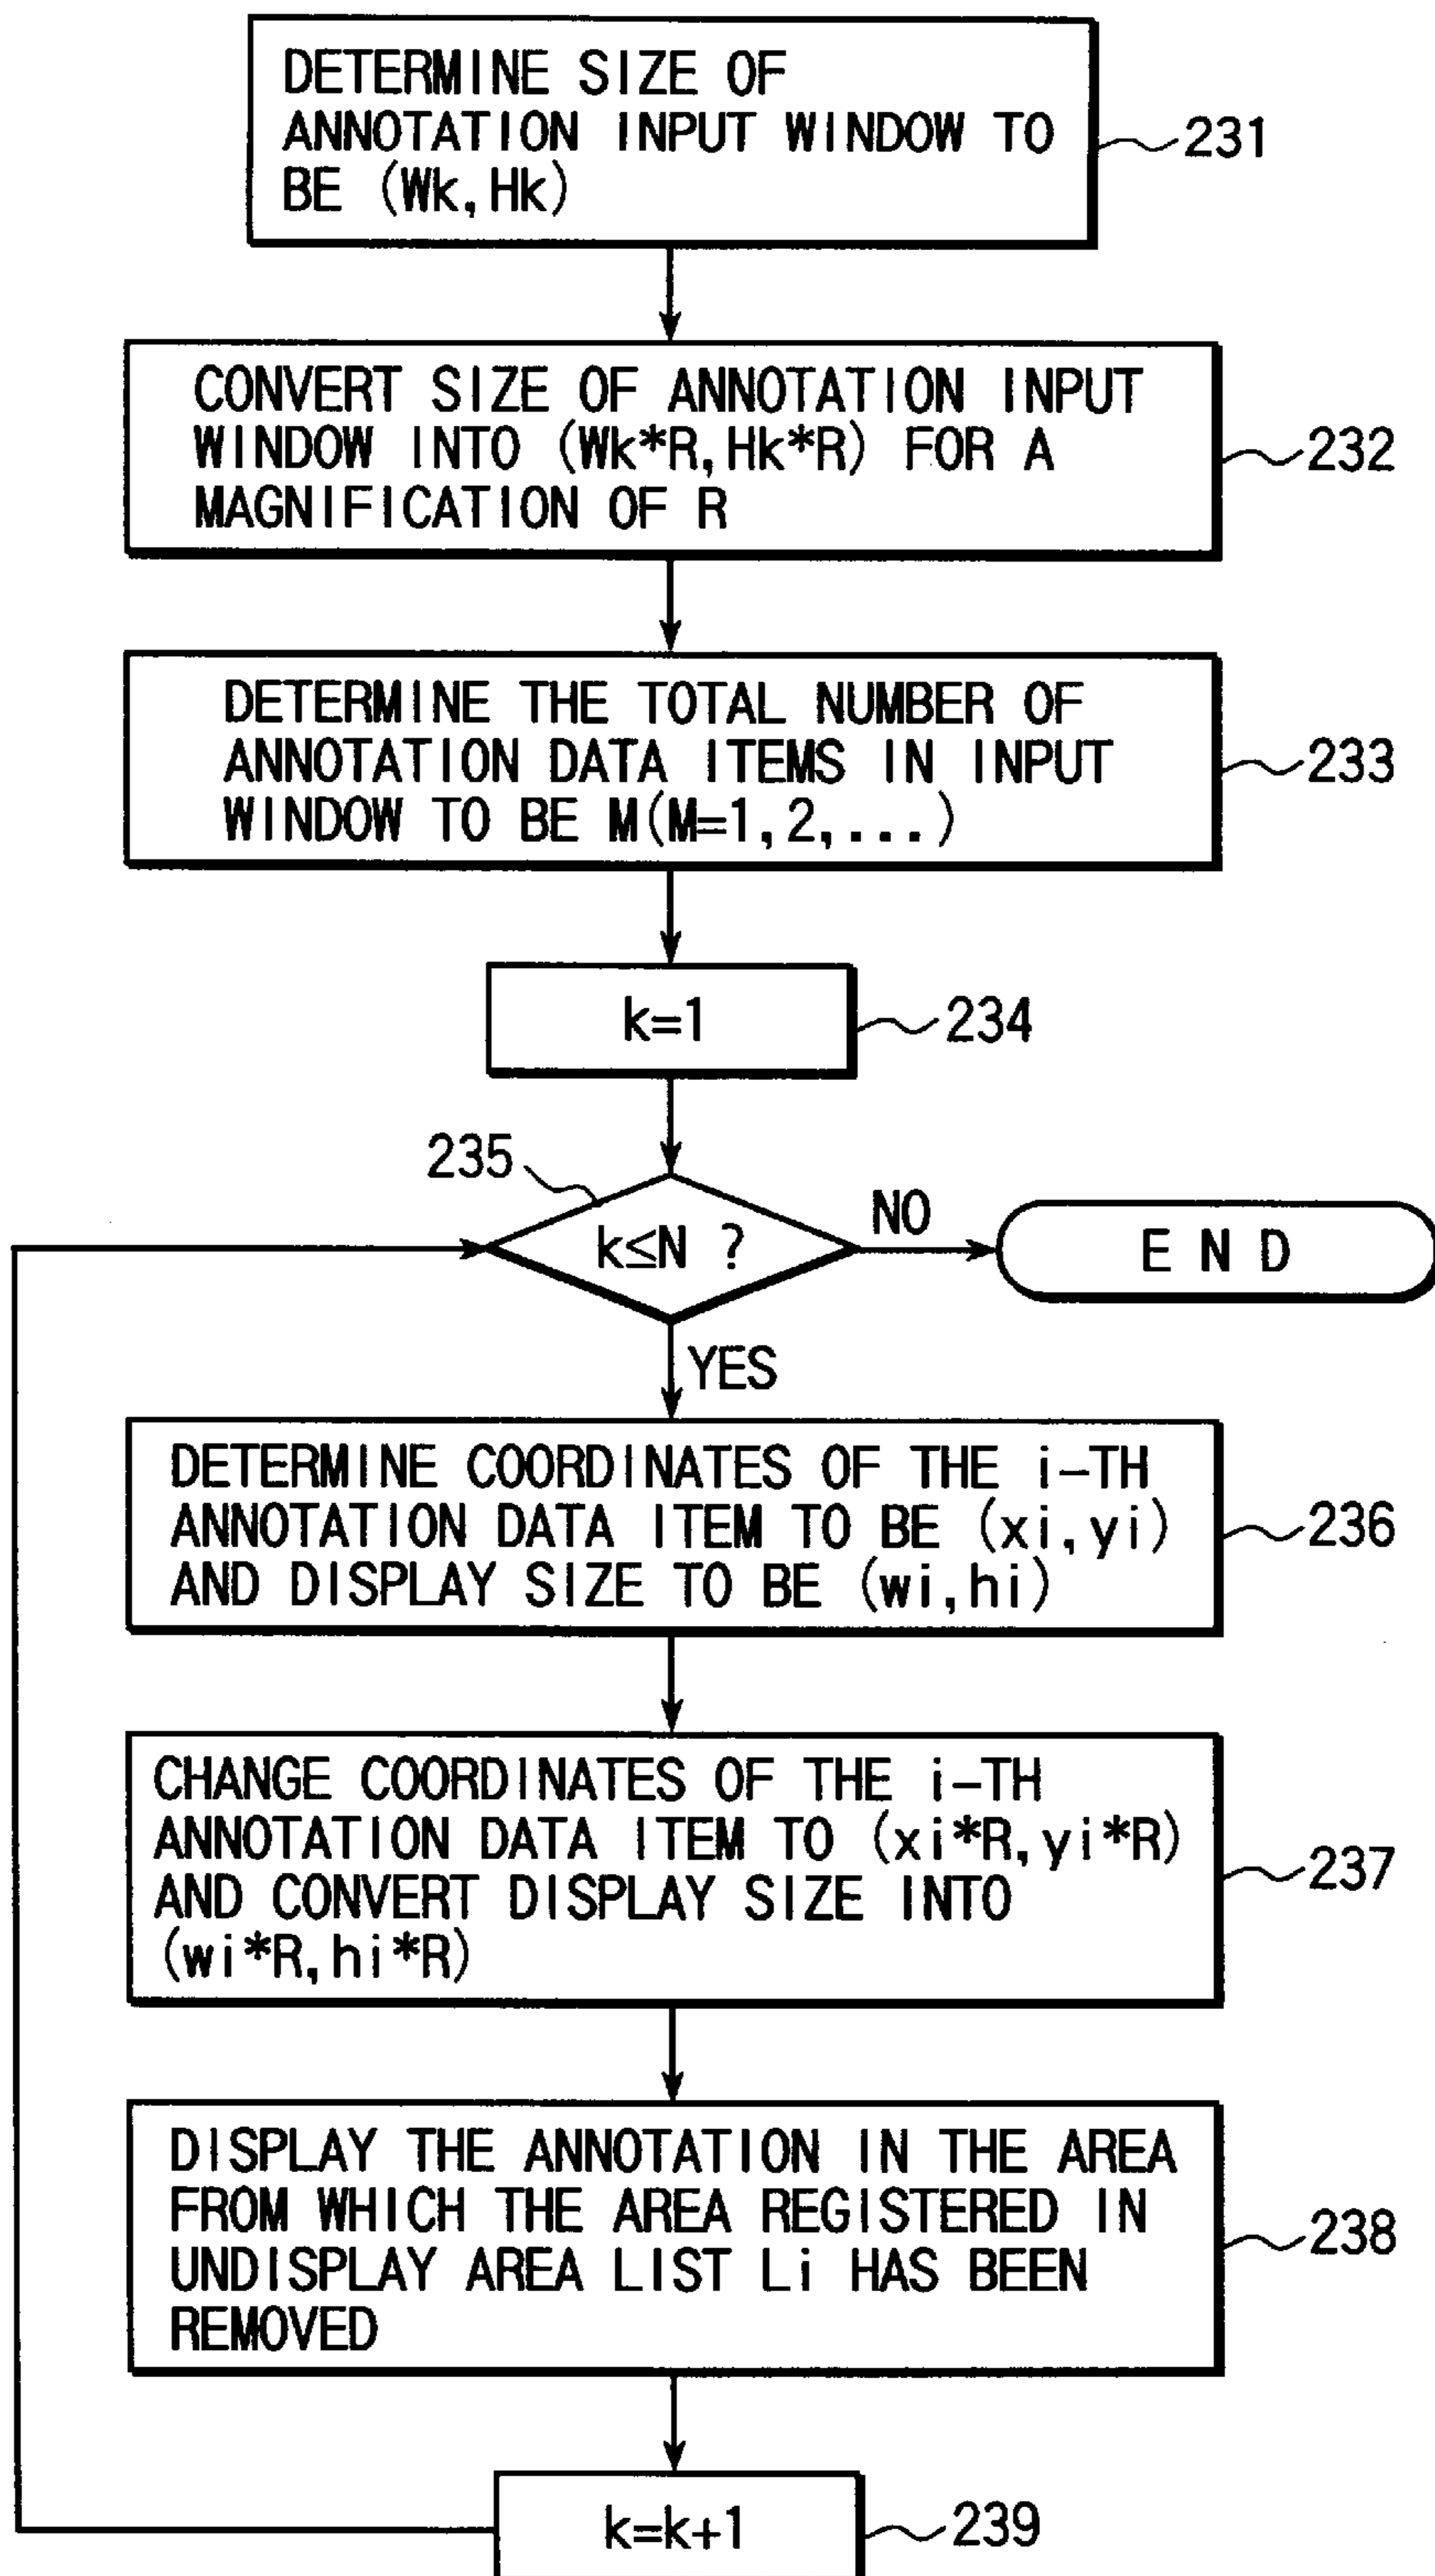 DETERMINE SIZE OF
ANNOTATION INPUT WINDOW TO
BE (Wk,Hk)
231
CONVERT SIZE OF ANNOTATION INPUT
WINDOW INTO (Wk*R,Hk*R) FOR A
MAGNIFICATION OF R
232
DETERMINE THE TOTAL NUMBER OF
ANNOTATION DATA ITEMS IN INPUT
WINDOW TO BE M(M=1,2,...)
233
k=1
234
235
k≤N ?
NO
END
YES
DETERMINE COORDINATES OF THE i-TH
ANNOTATION DATA ITEM TO BE (xi,yi)
AND DISPLAY SIZE TO BE (wi,hi)
236
CHANGE COORDINATES OF THE i-TH
ANNOTATION DATA ITEM TO (xi*R,yi*R)
AND CONVERT DISPLAY SIZE INTO
(wi*R,hi*R)
237
DISPLAY THE ANNOTATION IN THE AREA
FROM WHICH THE AREA REGISTERED IN
UNDISPLAY AREA LIST Li HAS BEEN
REMOVED
238
k=k+1
239